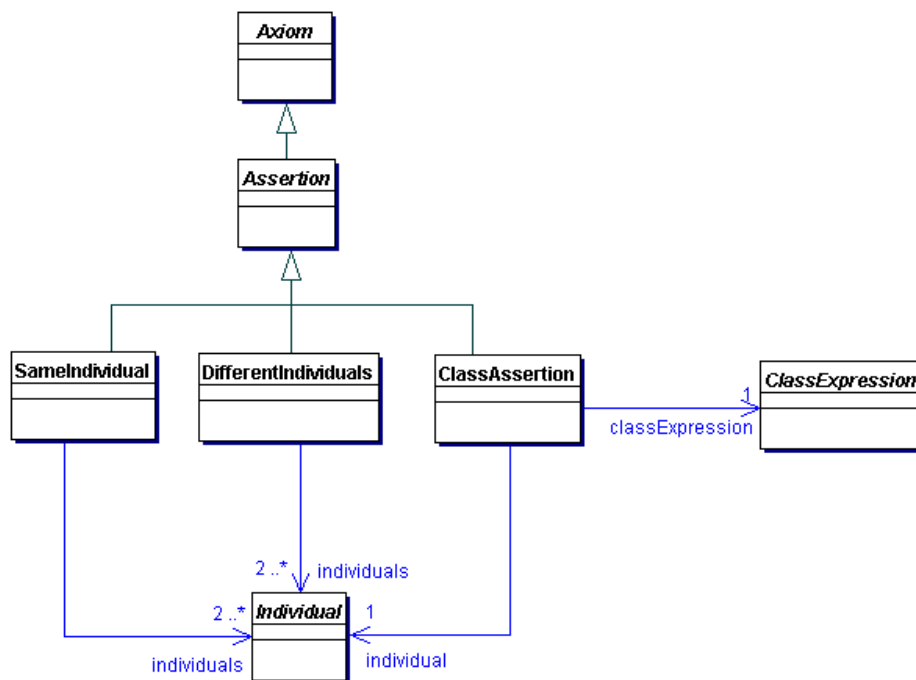 Axiom
Assertion
SameIndividual
DifferentIndividuals
ClassAssertion
ClassExpression
1
classExpression
2 ..*
individuals
2 ..*
Individual
1
individuals
individual